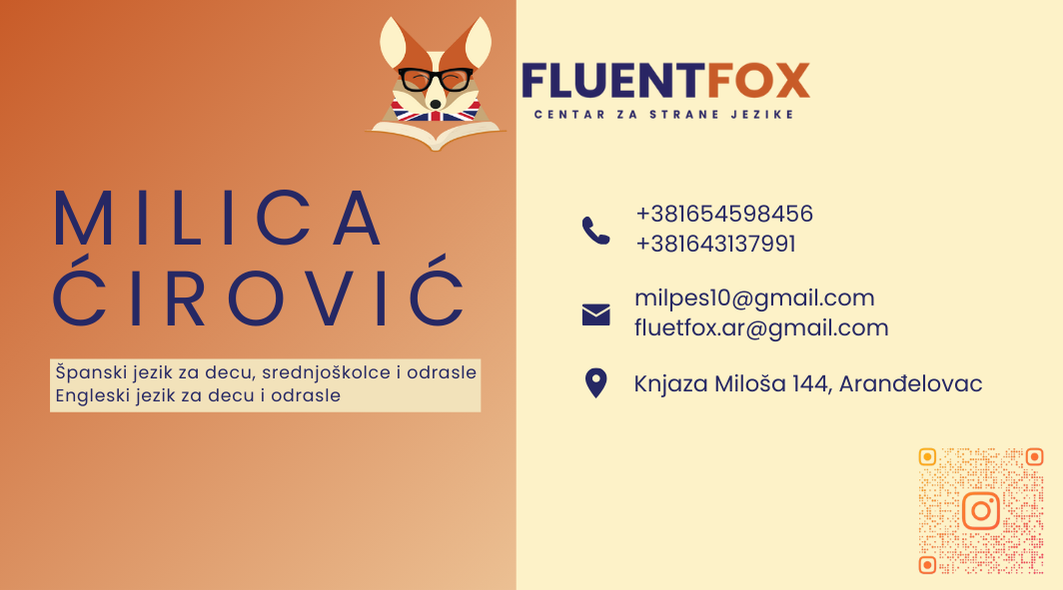 FLUENTFOX
CENTAR ZA STRANE JEZIKE
MILICA
ĆIROVIĆ
Španski jezik za decu, srednjoškolce i odrasle
Engleski jezik za decu i odrasle
+381654598456
+381643137991
milpes10@gmail.com
fluetfox.ar@gmail.com
Knjaza Miloša 144, Aranđelovac